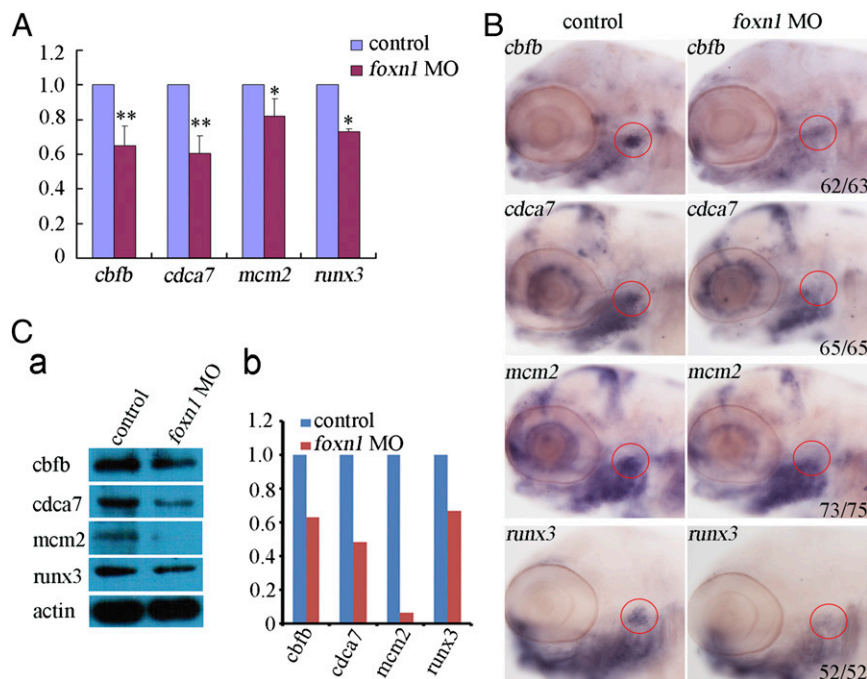 A
control
foxn1 MO
1.2
1.0
0.8
0.6
0.4
0.2
0
** ** * *
cbfb cdca7 mcm2 runx3
B
control foxn1 MO
cbfb cbfb
62/63
cdca7 cdca7
65/65
mcm2 mcm2
73/75
runx3 runx3
52/52
C
a
control foxn1 MO
cbfb
cdca7
mcm2
runx3
actin
b
control
foxn1 MO
1.2
1.0
0.8
0.6
0.4
0.2
0
cbfb cdca7 mcm2 runx3